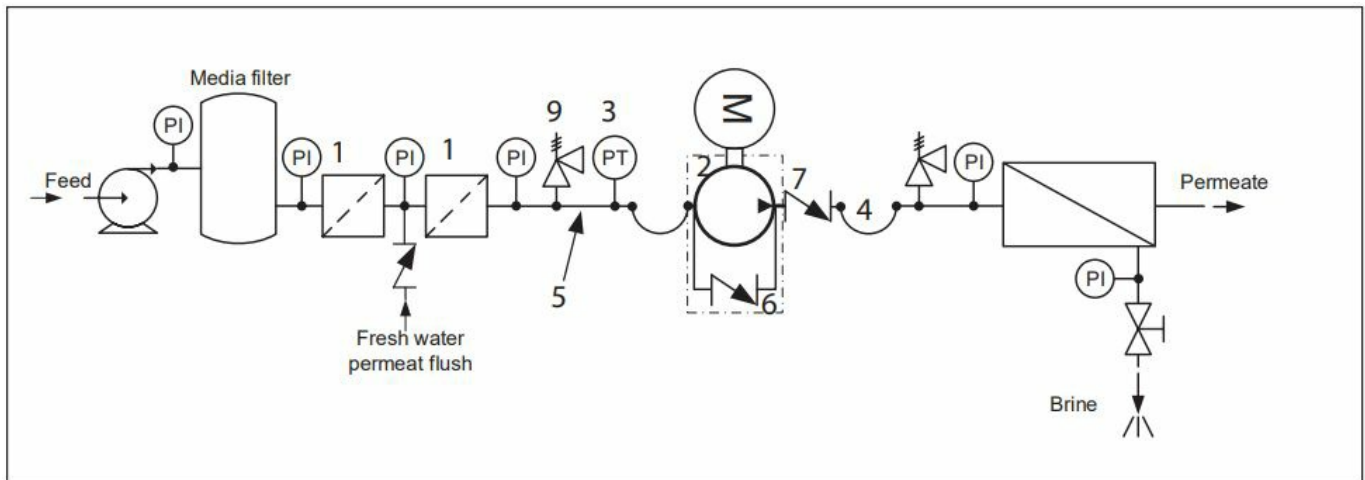 Media filter
PI
Feed
PI
1
PI
1
PI
9
3
PT
5
Fresh water
permeat flush
M
2
7
4
6
PI
Permeate
PI
Brine